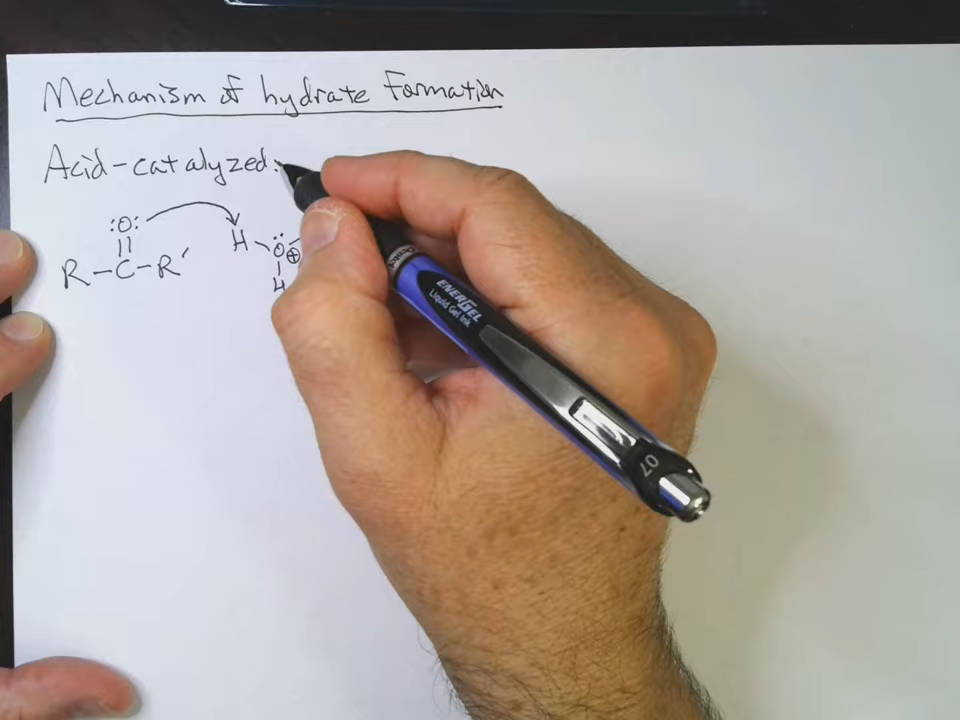 Mechanism of hydrate Formation
Acid-catalyzed:
:O:
||
R-C-R'
H-Ö
⊕
H
ENERGEL
Liquid Gel Ink
07